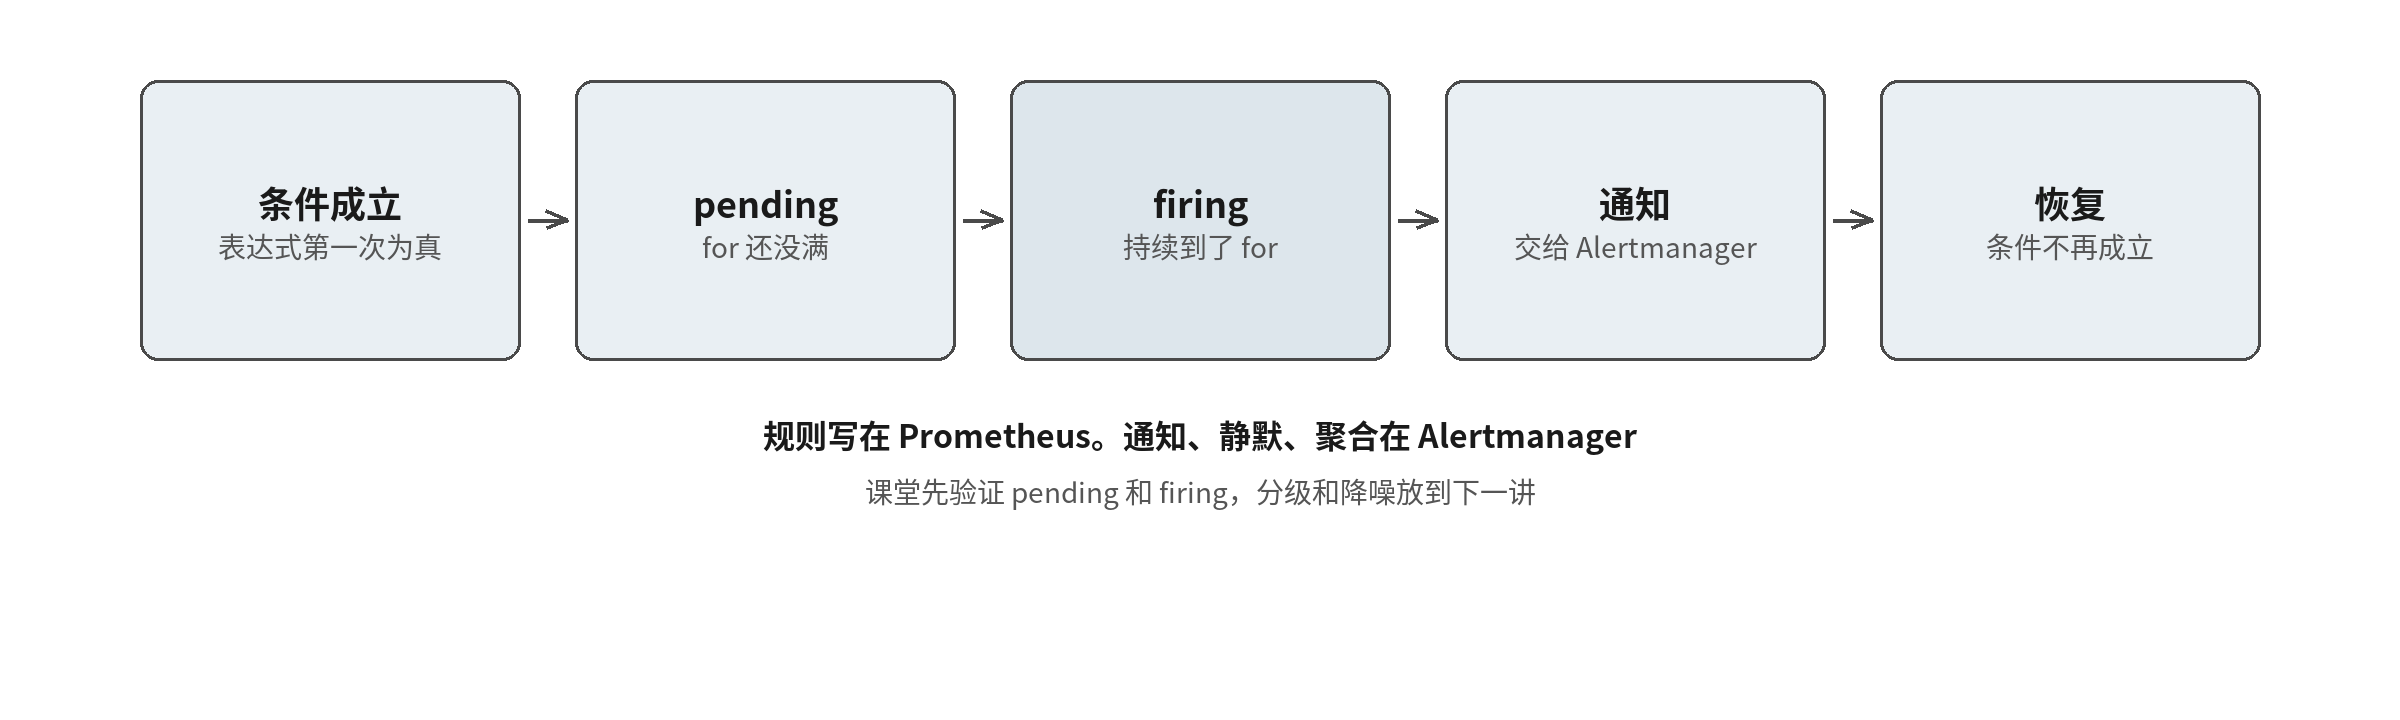 条件成立
表达式第一次为真
pending
for 还没满
firing
持续到了 for
通知
交给 Alertmanager
恢复
条件不再成立
规则写在 Prometheus。通知、静默、聚合在 Alertmanager
课堂先验证 pending 和 firing，分级和降噪放到下一讲